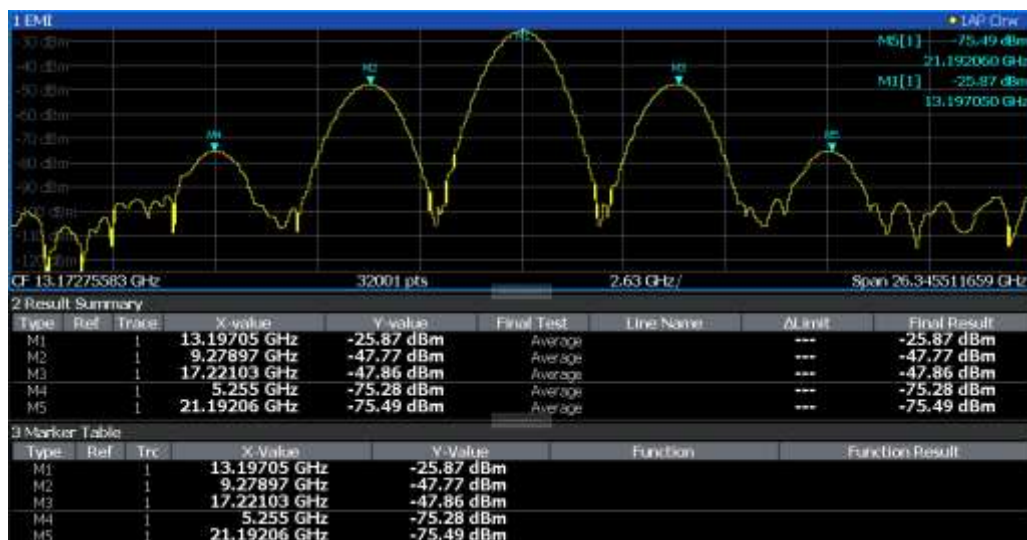 1 EMI 1AP Clrw
-30 dBm M5[1] -75.49 dBm
-40 dBm 21.192060 GHz
M2 M3 M1[1] -25.87 dBm
-50 dBm 13.197050 GHz
-60 dBm
-70 dBm M4 M5
-80 dBm
-90 dBm
-100 dBm
-110 dBm
-120 dBm
CF 13.17275583 GHz 32001 pts 2.63 GHz/ Span 26.345511659 GHz
2 Result Summary
Type Ref Trace X-value Y-value Final Test Line Name ΔLimit Final Result
M1 1 13.19705 GHz -25.87 dBm Average --- -25.87 dBm
M2 1 9.27897 GHz -47.77 dBm Average --- -47.77 dBm
M3 1 17.22103 GHz -47.86 dBm Average --- -47.86 dBm
M4 1 5.255 GHz -75.28 dBm Average --- -75.28 dBm
M5 1 21.19206 GHz -75.49 dBm Average --- -75.49 dBm
3 Marker Table
Type Ref Trc X-Value Y-Value Function Function Result
M1 1 13.19705 GHz -25.87 dBm
M2 1 9.27897 GHz -47.77 dBm
M3 1 17.22103 GHz -47.86 dBm
M4 1 5.255 GHz -75.28 dBm
M5 1 21.19206 GHz -75.49 dBm